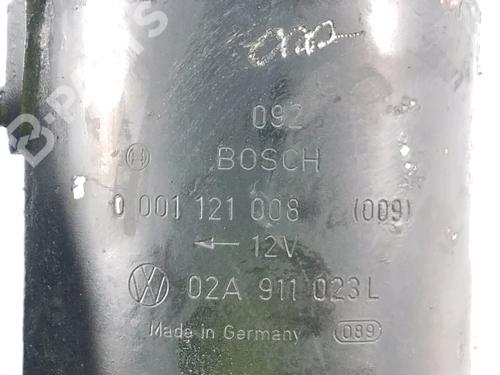 092
BOSCH
0 001 121 008 (009)
← 12V
02A 911 023L
Made in Germany 089